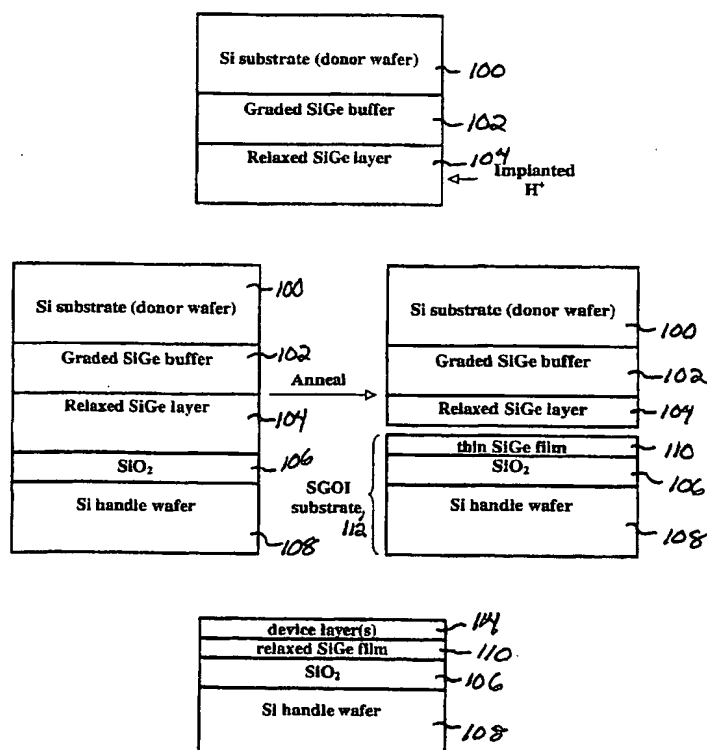 Si substrate (donor wafer) 100
Graded SiGe buffer 102
Relaxed SiGe layer 104
Implanted
H+
Si substrate (donor wafer) 100
Graded SiGe buffer 102
Relaxed SiGe layer 104
SiO₂ 106
Si handle wafer 108
Anneal
Si substrate (donor wafer) 100
Graded SiGe buffer 102
Relaxed SiGe layer 104
thin SiGe film 110
SiO₂ 106
Si handle wafer 108
SGOI
substrate,
112
device layer(s) 114
relaxed SiGe film 110
SiO₂ 106
Si handle wafer 108